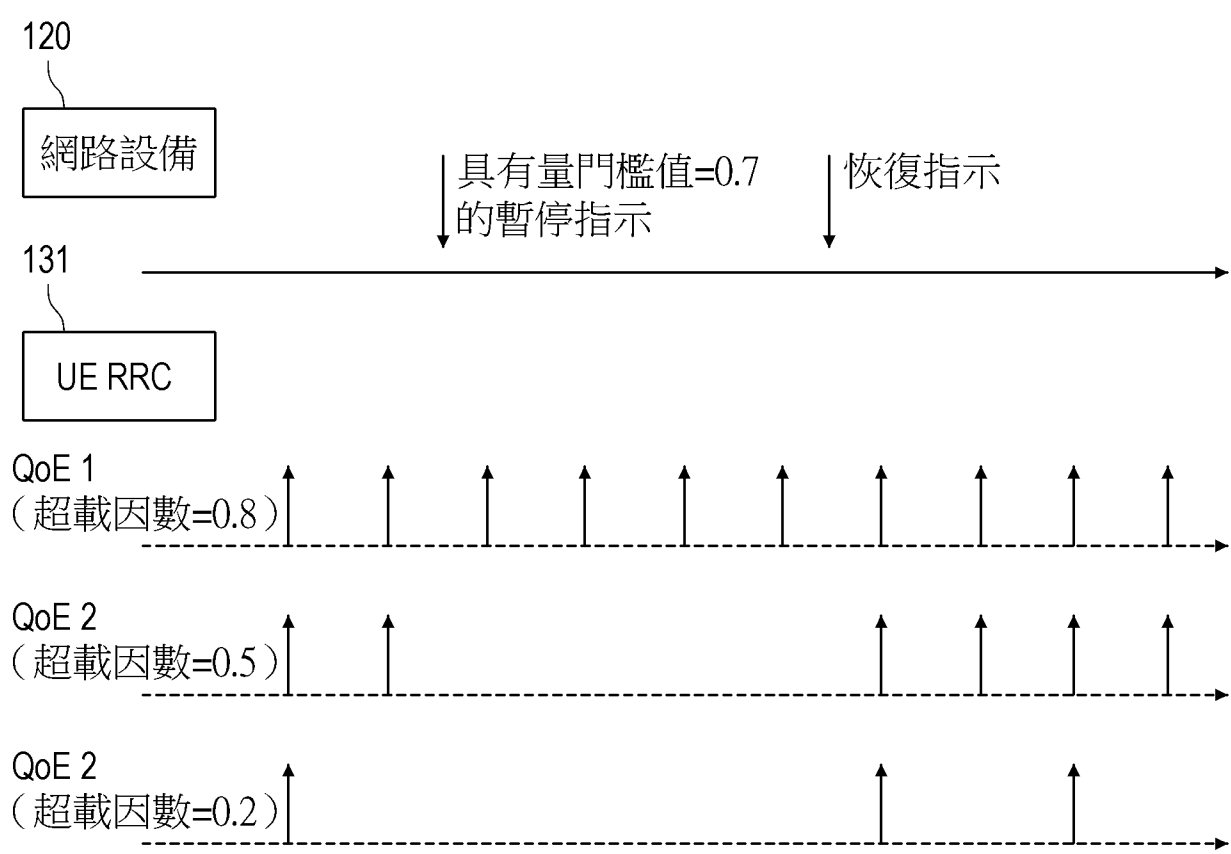 120
網路設備
具有量門檻值=0.7
的暫停指示
恢復指示
131
UE RRC
QoE 1
(超載因數=0.8)
QoE 2
(超載因數=0.5)
QoE 2
(超載因數=0.2)